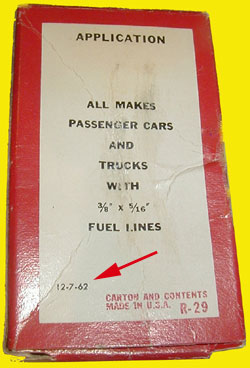 APPLICATION
ALL MAKES
PASSENGER CARS
AND
TRUCKS
WITH
3/8" x 5/16"
FUEL LINES
12-7-62
CARTON AND CONTENTS
MADE IN U.S.A. R-29